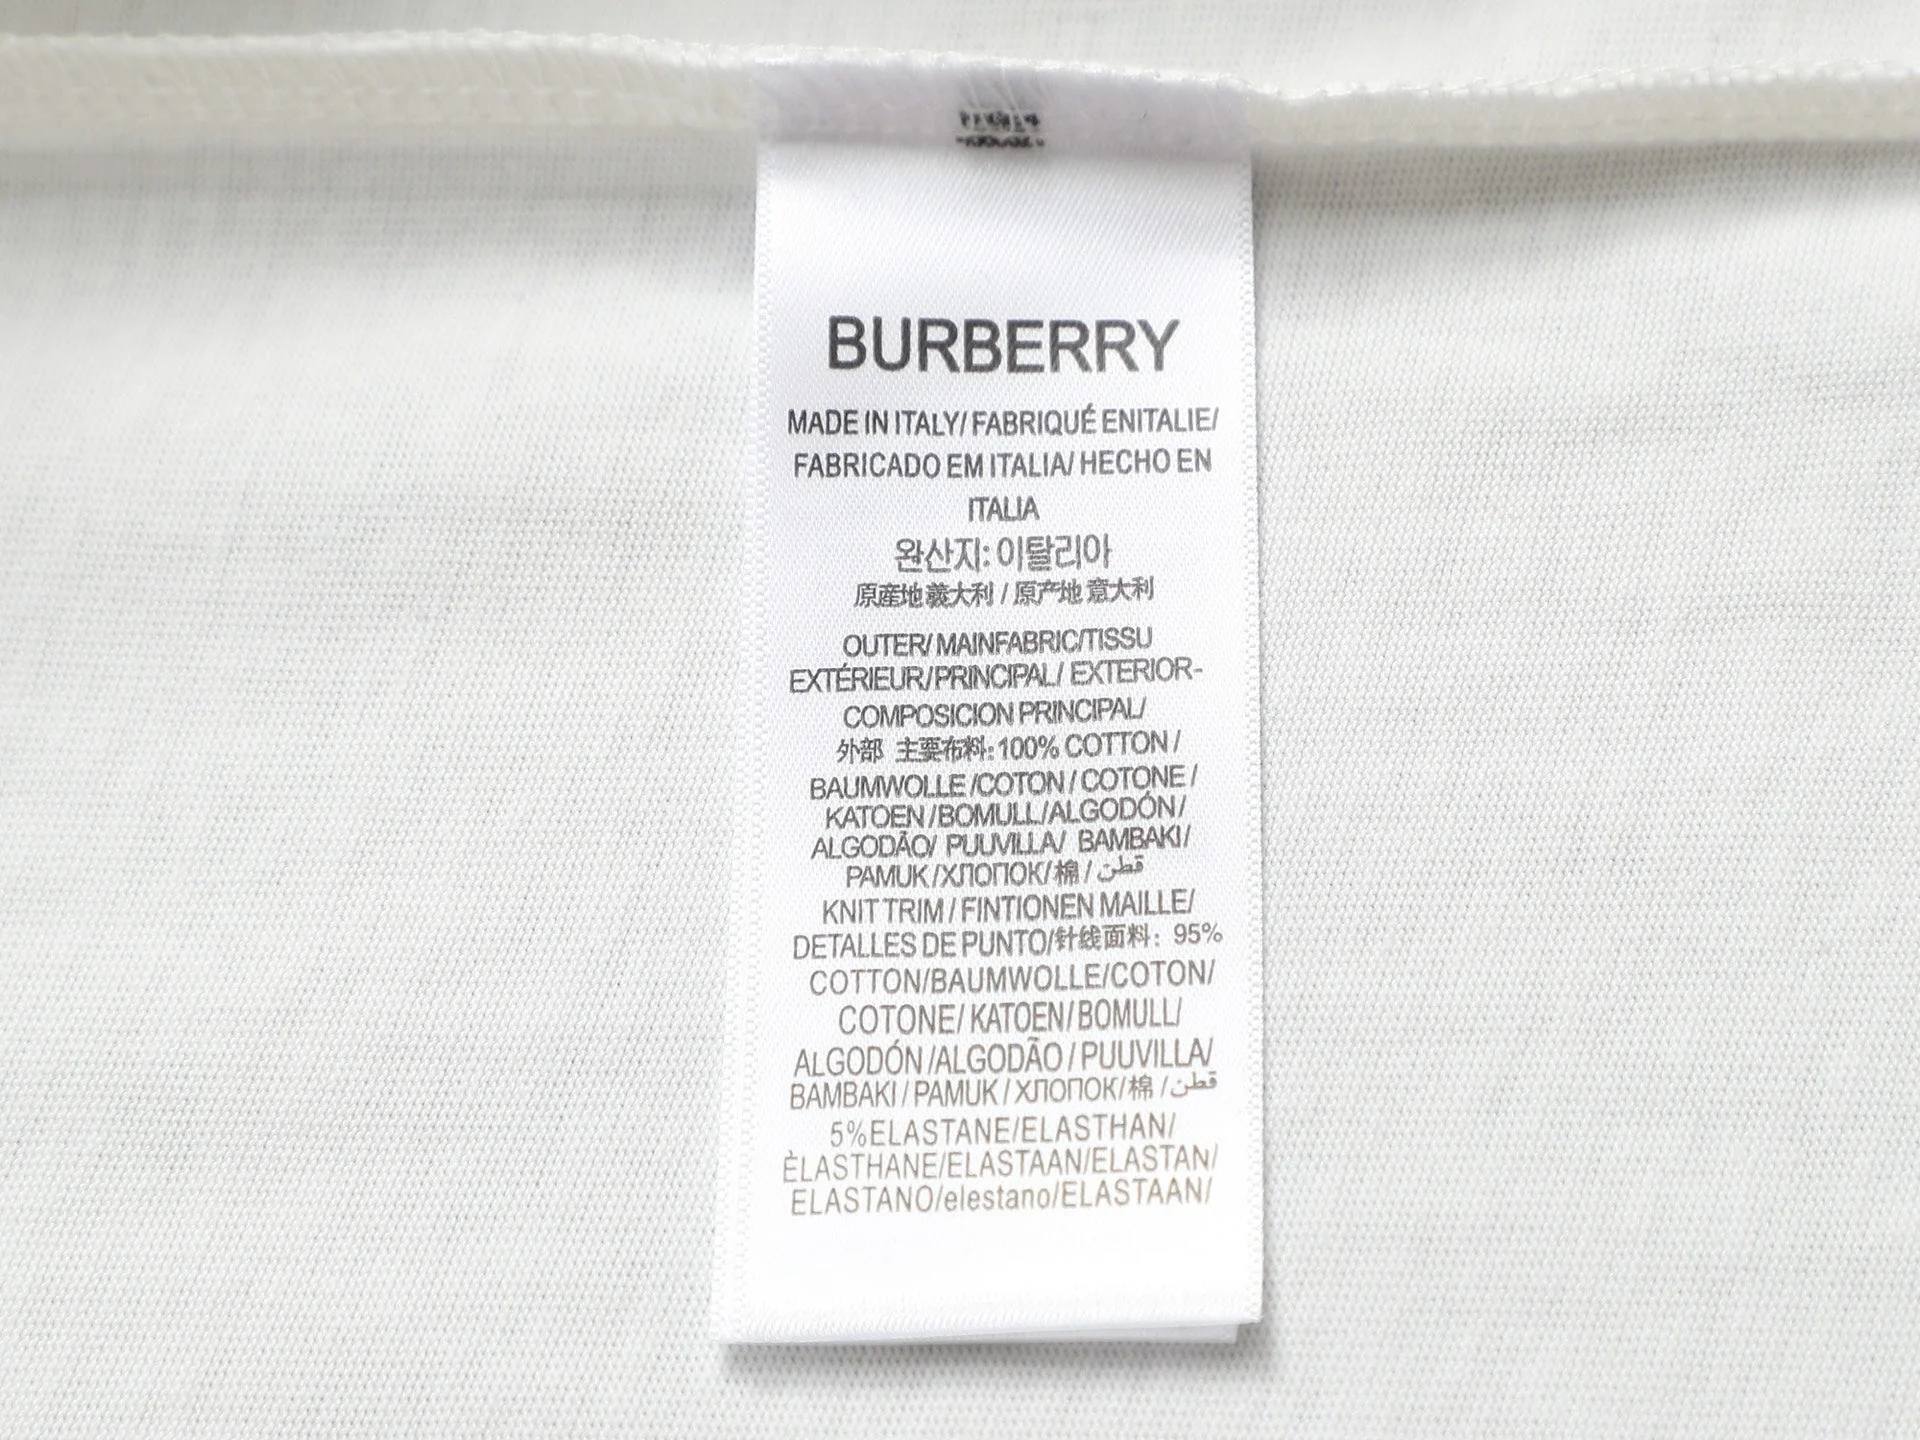 BURBERRY
MADE IN ITALY/ FABRIQUÉ ENITALIE/
FABRICADO EM ITALIA/ HECHO EN
ITALIA
완산지: 이탈리아
原産地義大利 / 原产地 意大利
OUTER/ MAINFABRIC/TISSU
EXTÉRIEUR/PRINCIPAL/ EXTERIOR-
COMPOSICION PRINCIPAL/
外部 主要布料: 100% COTTON /
BAUMWOLLE /COTON / COTONE /
KATOEN /BOMULL/ALGODÓN /
ALGODÃO/ PUUVILLA/ BAMBAKI/
PAMUK /ХЛОПОК/棉 / قطن
KNIT TRIM / FINTIONEN MAILLE/
DETALLES DE PUNTO/针线面料: 95%
COTTON/BAUMWOLLE/COTON/
COTONE/ KATOEN/ BOMULL/
ALGODÓN /ALGODÃO / PUUVILLA/
BAMBAKI / PAMUK / ХЛОПОК/棉 / قطن
5%ELASTANE/ELASTHAN/
ÈLASTHANE/ELASTAAN/ELASTAN/
ELASTANO/elestano/ELASTAAN/